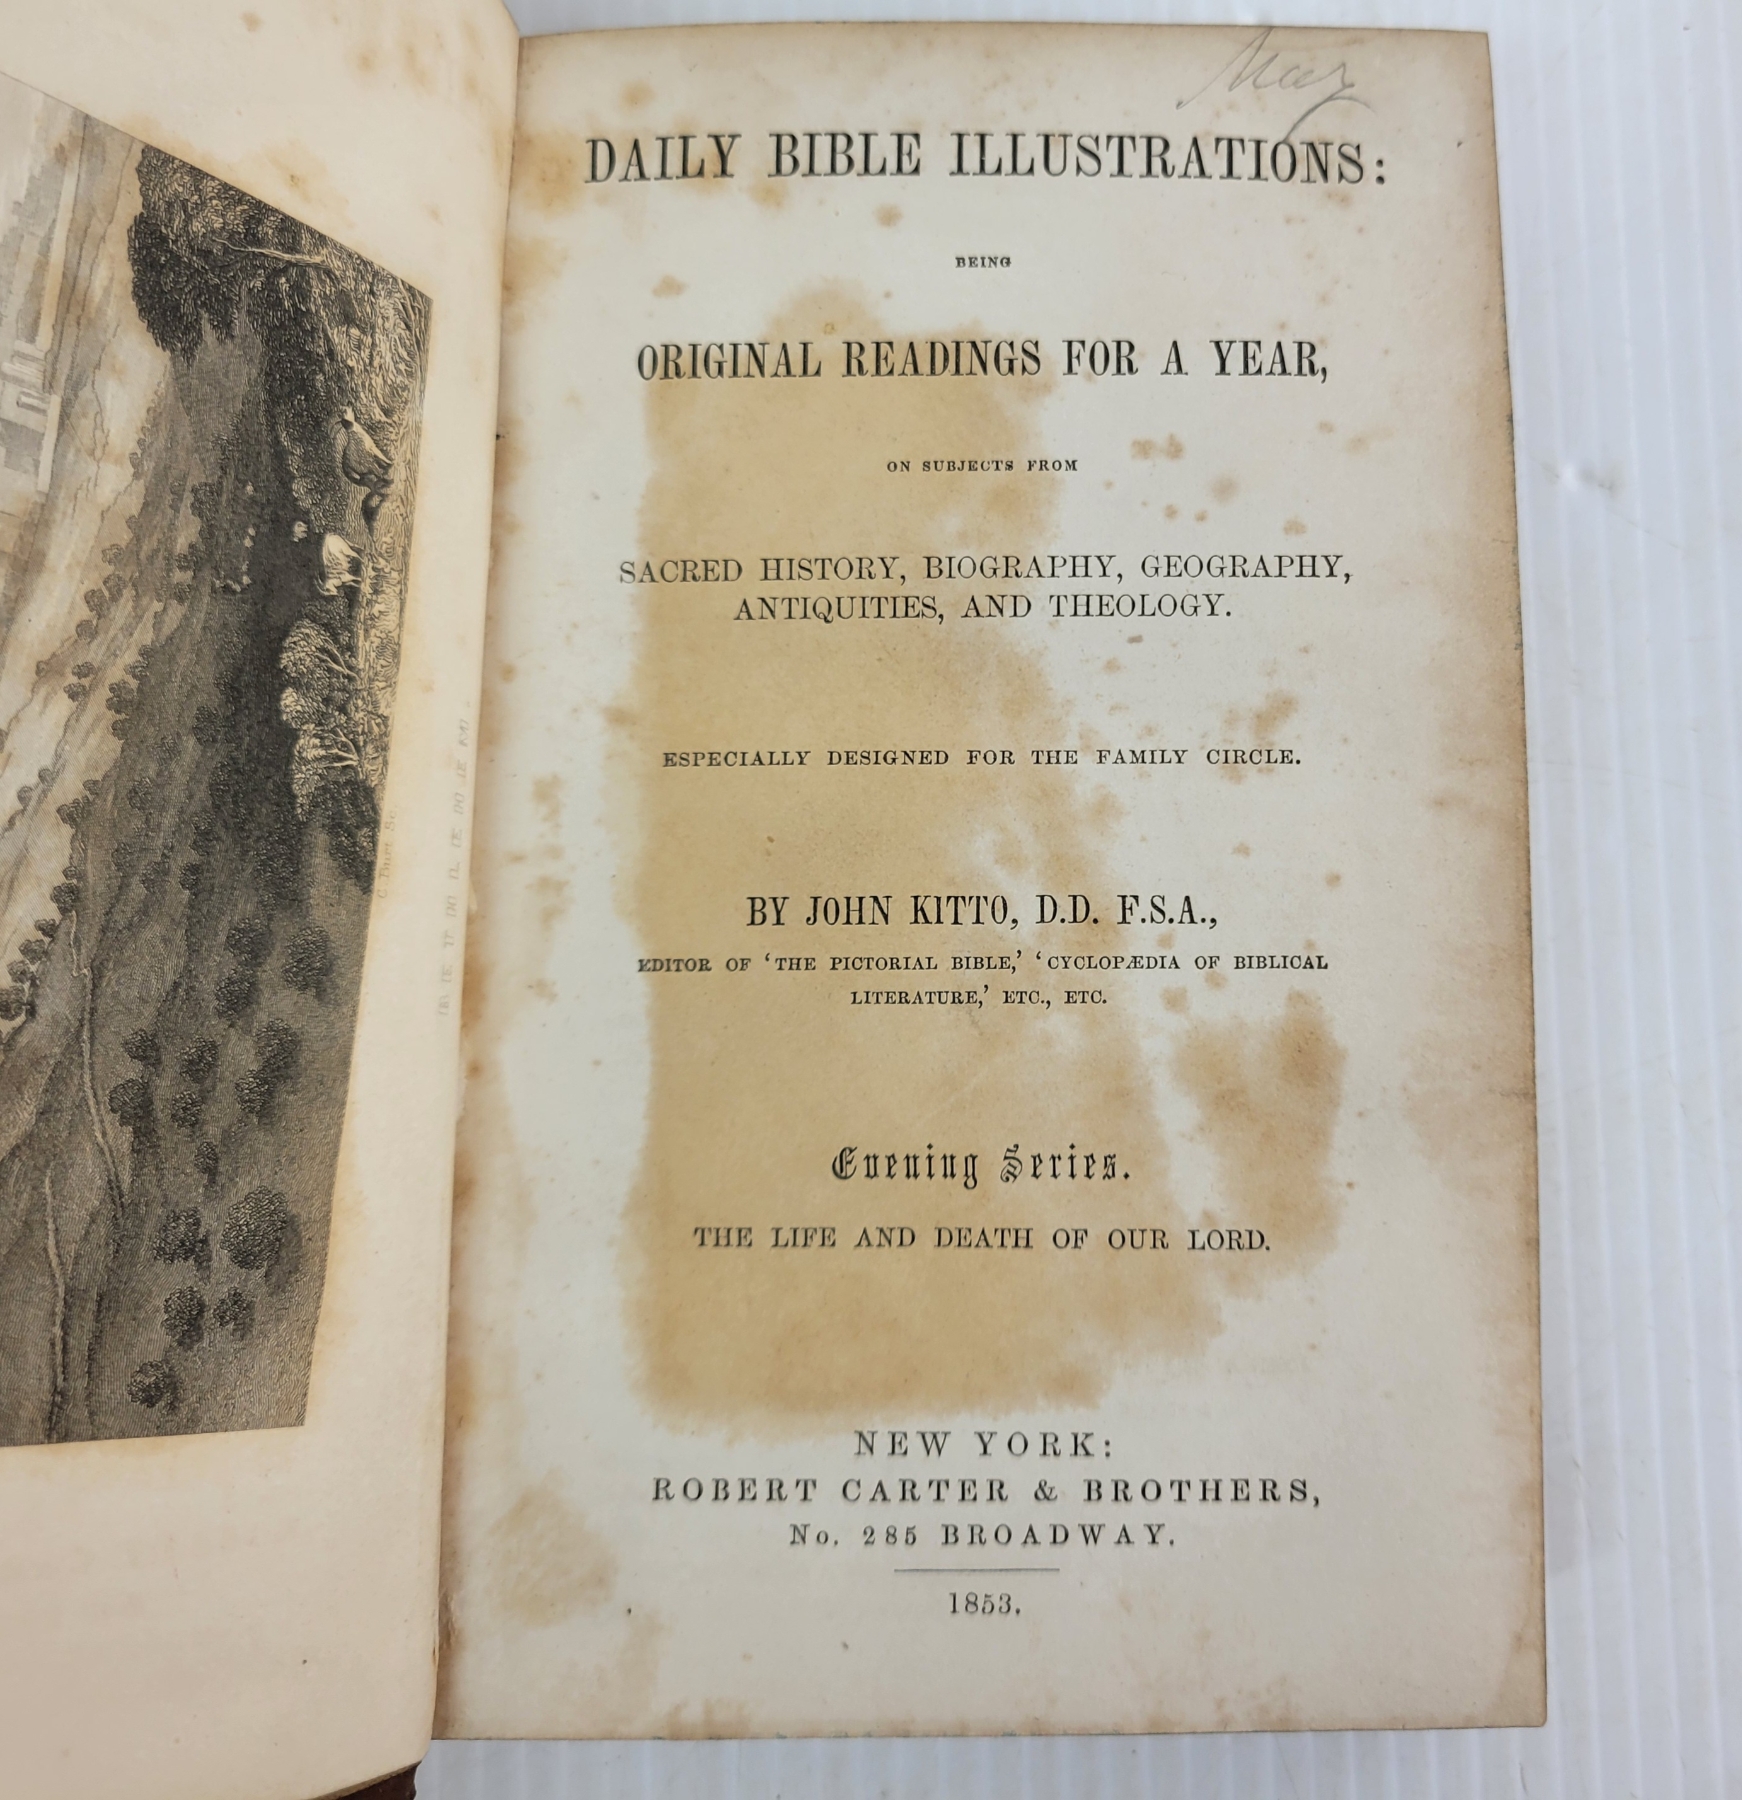 DAILY BIBLE ILLUSTRATIONS:
BEING
ORIGINAL READINGS FOR A YEAR,
ON SUBJECTS FROM
SACRED HISTORY, BIOGRAPHY, GEOGRAPHY,
ANTIQUITIES, AND THEOLOGY.
ESPECIALLY DESIGNED FOR THE FAMILY CIRCLE.
BY JOHN KITTO, D.D. F.S.A.,
EDITOR OF ‘THE PICTORIAL BIBLE,’ ‘CYCLOPÆDIA OF BIBLICAL
LITERATURE,’ ETC., ETC.
Evening Series.
THE LIFE AND DEATH OF OUR LORD.
NEW YORK:
ROBERT CARTER & BROTHERS,
No. 285 BROADWAY.
1853.